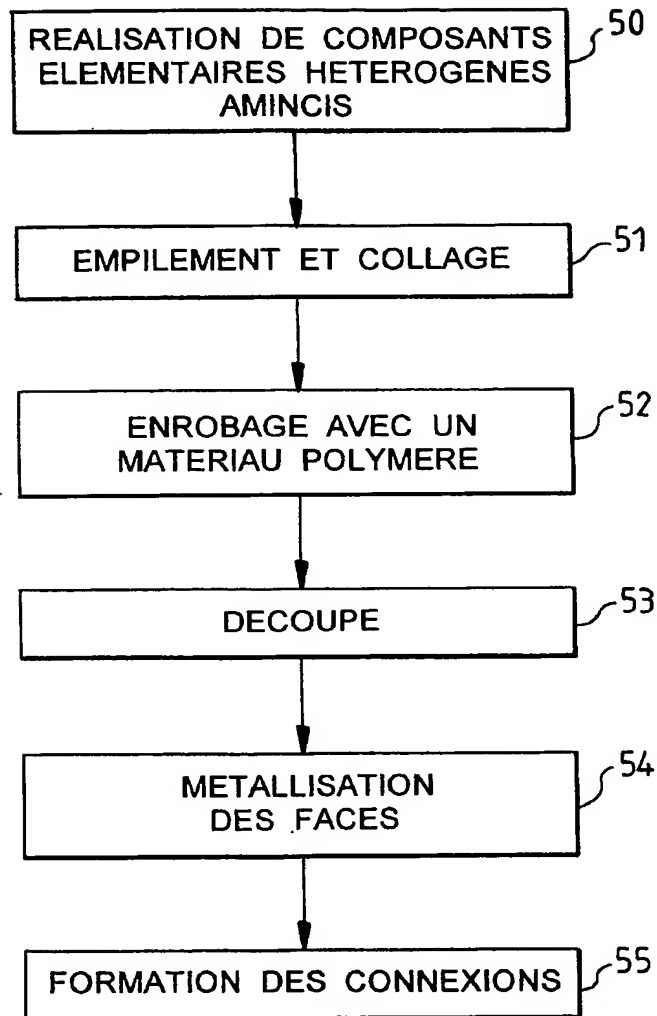 REALISATION DE COMPOSANTS
ELEMENTAIRES HETEROGENES
AMINCIS
50
EMPILEMENT ET COLLAGE
51
ENROBAGE AVEC UN
MATERIAU POLYMERE
52
DECOUPE
53
METALLISATION
DES FACES
54
FORMATION DES CONNEXIONS
55